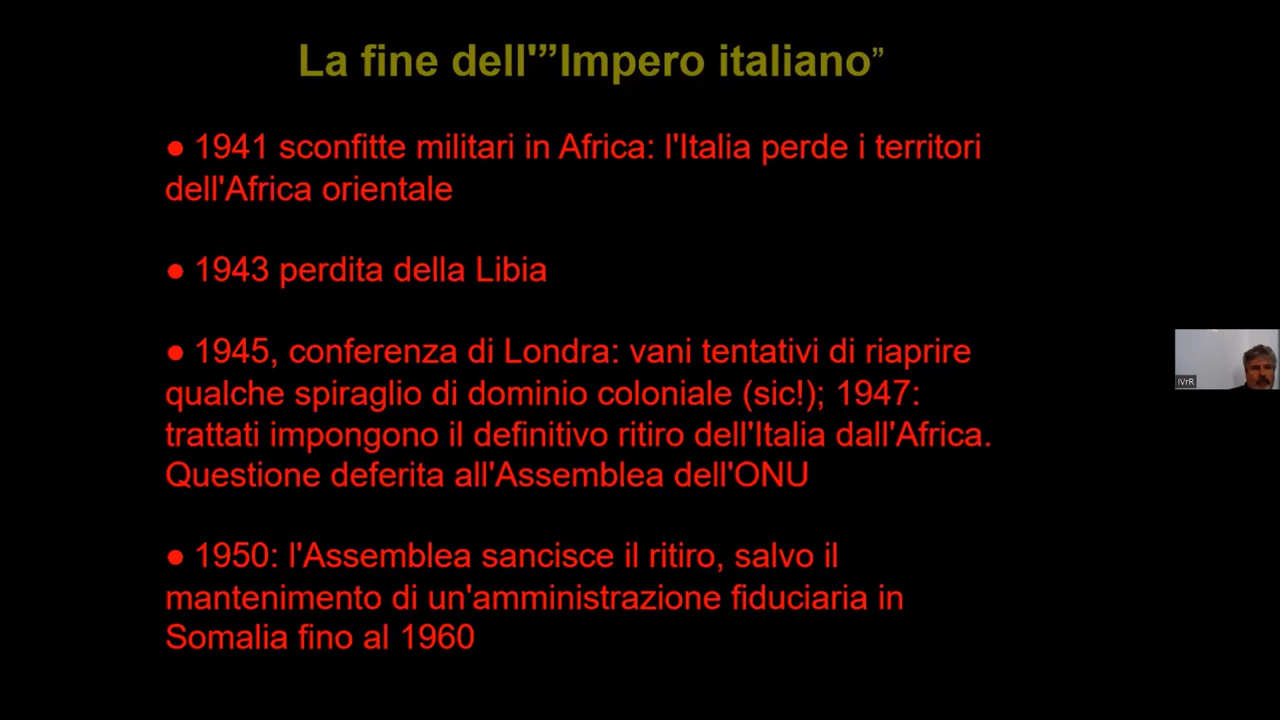 La fine dell'”Impero italiano”
● 1941 sconfitte militari in Africa: l'Italia perde i territori
dell'Africa orientale
● 1943 perdita della Libia
● 1945, conferenza di Londra: vani tentativi di riaprire
qualche spiraglio di dominio coloniale (sic!); 1947:
trattati impongono il definitivo ritiro dell'Italia dall'Africa.
Questione deferita all'Assemblea dell'ONU
● 1950: l'Assemblea sancisce il ritiro, salvo il
mantenimento di un'amministrazione fiduciaria in
Somalia fino al 1960
IVrR